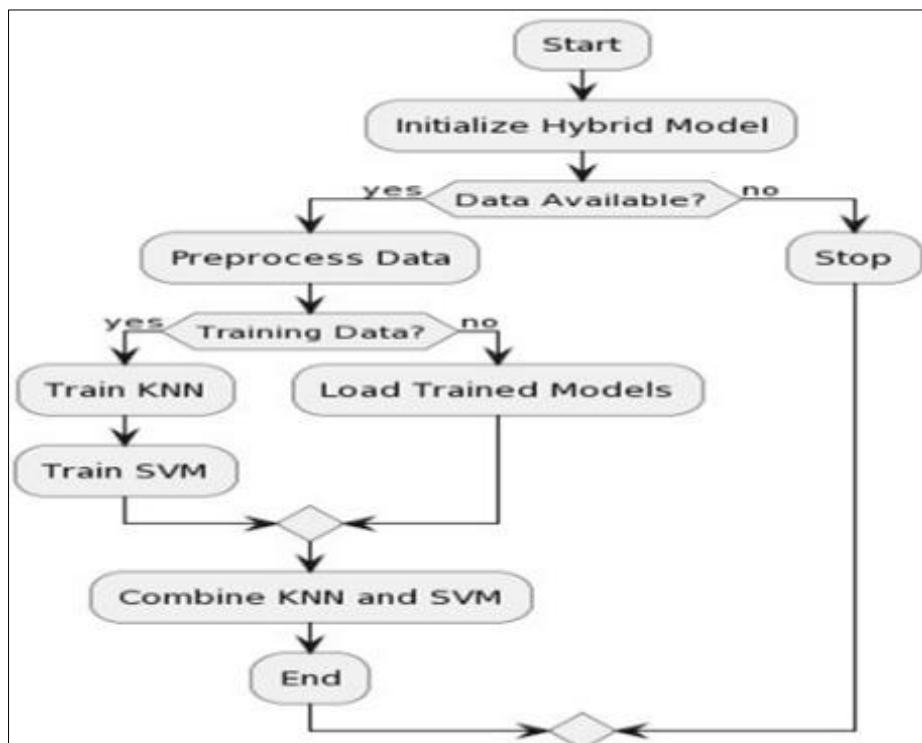 Start
Initialize Hybrid Model
yes
Data Available?
no
Preprocess Data
Stop
yes
Training Data?
no
Train KNN
Load Trained Models
Train SVM
Combine KNN and SVM
End